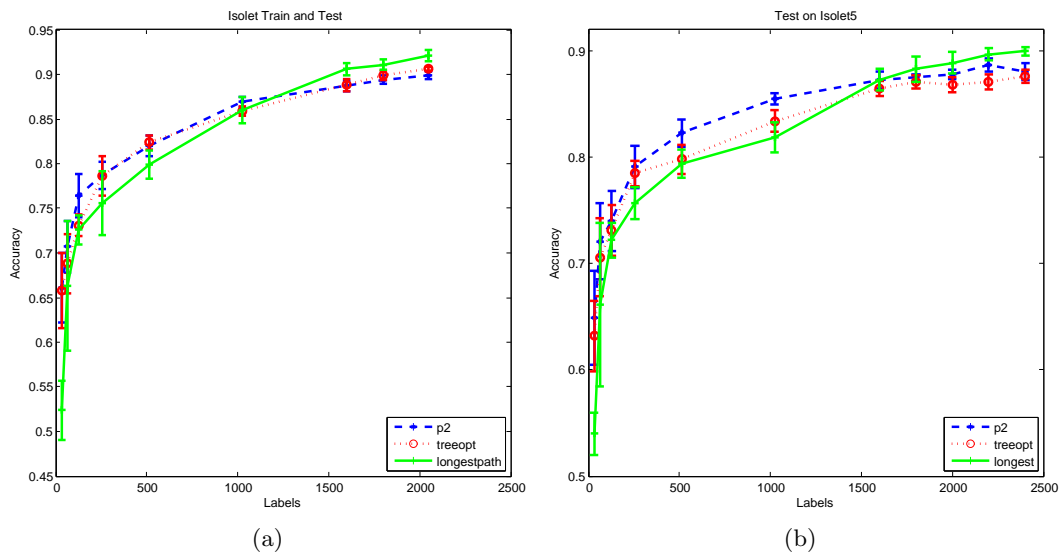 Isolet Train and Test
0.95
0.9
0.85
0.8
0.75
0.7
0.65
0.6
0.55
0.5
0.45
Accuracy
0
500
1000
1500
2000
2500
Labels
p2
treeopt
longestpath
(a)
Test on Isolet5
0.9
0.8
0.7
0.6
0.5
Accuracy
0
500
1000
1500
2000
2500
Labels
p2
treeopt
longest
(b)